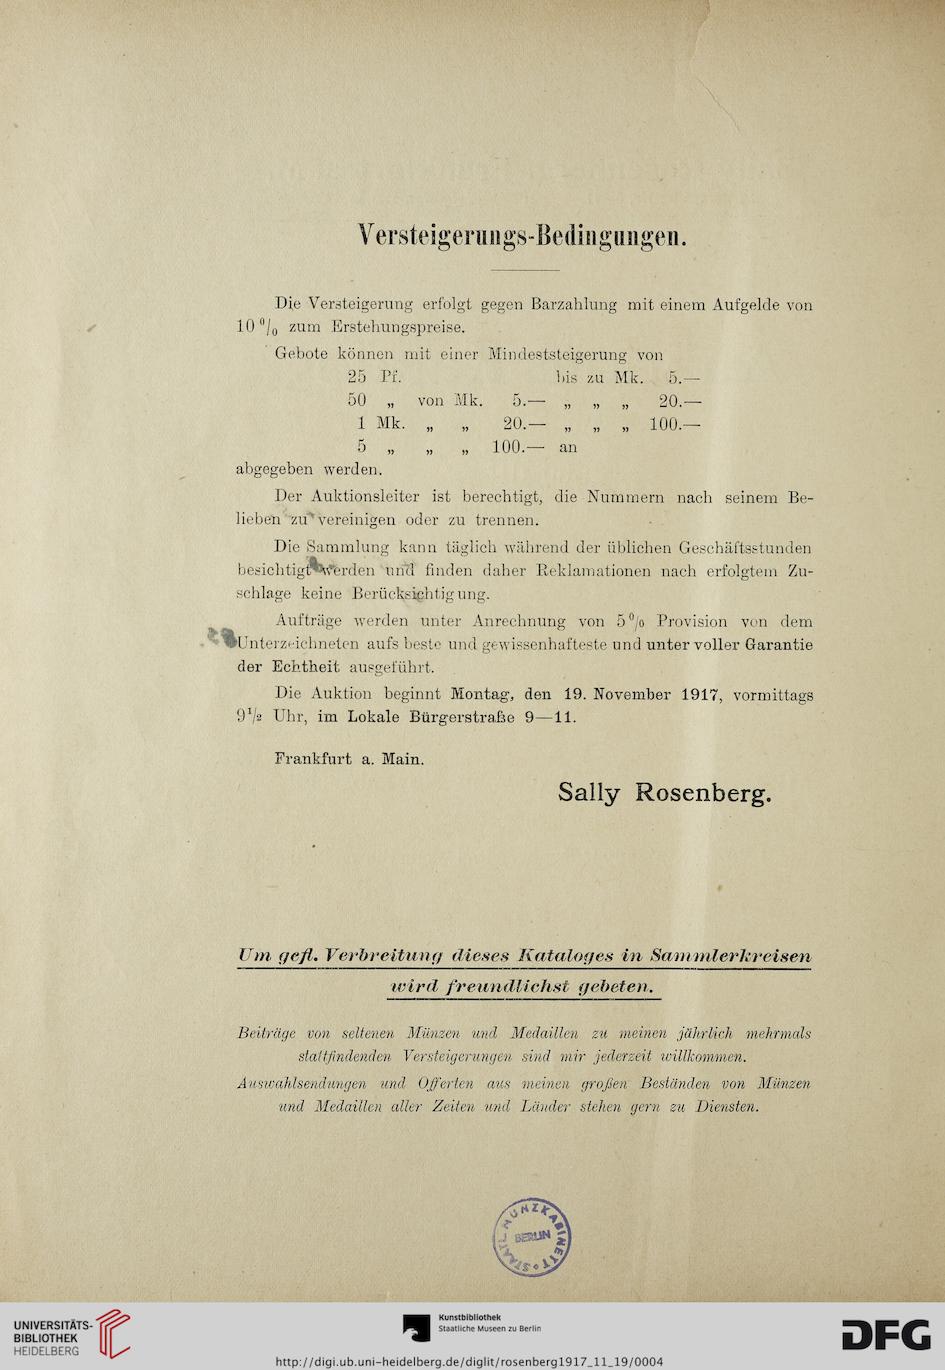 Versteigerungs-Bedingungen.
Die Versteigerung erfolgt gegen Barzahlung mit einem Aufgelde von
10 % zum Erstehungspreise.
Gebote können mit einer Mindeststeigerung von
25 Pf. bis zu Mk. 5.—
50 „ von Mk. 5.— „ „ „ 20.—
1 Mk. „ „ 20.— „ „ „ 100.—
5 „ „ „ 100.— an
abgegeben werden.
Der Auktionsleiter ist berechtigt, die Nummern nach seinem Be-
lieben zu vereinigen oder zu trennen.
Die Sammlung kann täglich während der üblichen Geschäftsstunden
besichtigt werden und finden daher Reklamationen nach erfolgtem Zu-
schlage keine Berücksichtigung.
Aufträge werden unter Anrechnung von 5 % Provision von dem
Unterzeichneten aufs beste und gewissenhafteste und unter voller Garantie
der Echtheit ausgeführt.
Die Auktion beginnt Montag, den 19. November 1917, vormittags
9½ Uhr, im Lokale Bürgerstraße 9—11.
Frankfurt a. Main.
Sally Rosenberg.
Um gefl. Verbreitung dieses Kataloges in Sammlerkreisen
wird freundlichst gebeten.
Beiträge von seltenen Münzen und Medaillen zu meinen jährlich mehrmals
stattfindenden Versteigerungen sind mir jederzeit willkommen.
Auswahlsendungen und Offerten aus meinen großen Beständen von Münzen
und Medaillen aller Zeiten und Länder stehen gern zu Diensten.
STAATL. MÜNZKABINETT
BERLIN
UNIVERSITÄTS-
BIBLIOTHEK
HEIDELBERG
Kunstbibliothek
Staatliche Museen zu Berlin
DFG
http://digi.ub.uni-heidelberg.de/diglit/rosenberg1917_11_19/0004